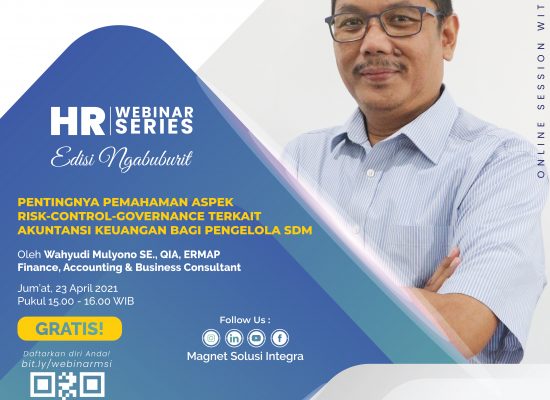 HR WEBINAR
SERIES
Edisi Ngabuburit
PENTINGNYA PEMAHAMAN ASPEK
RISK-CONTROL-GOVERNANCE TERKAIT
AKUNTANSI KEUANGAN BAGI PENGELOLA SDM
Oleh Wahyudi Mulyono SE., QIA, ERMAP
Finance, Accounting & Business Consultant
Jum'at, 23 April 2021
Pukul 15.00 - 16.00 WIB
GRATIS!
Daftarkan diri Anda!
bit.ly/webinarmsi
Follow Us :
Magnet Solusi Integra
ONLINE SESSION WIT